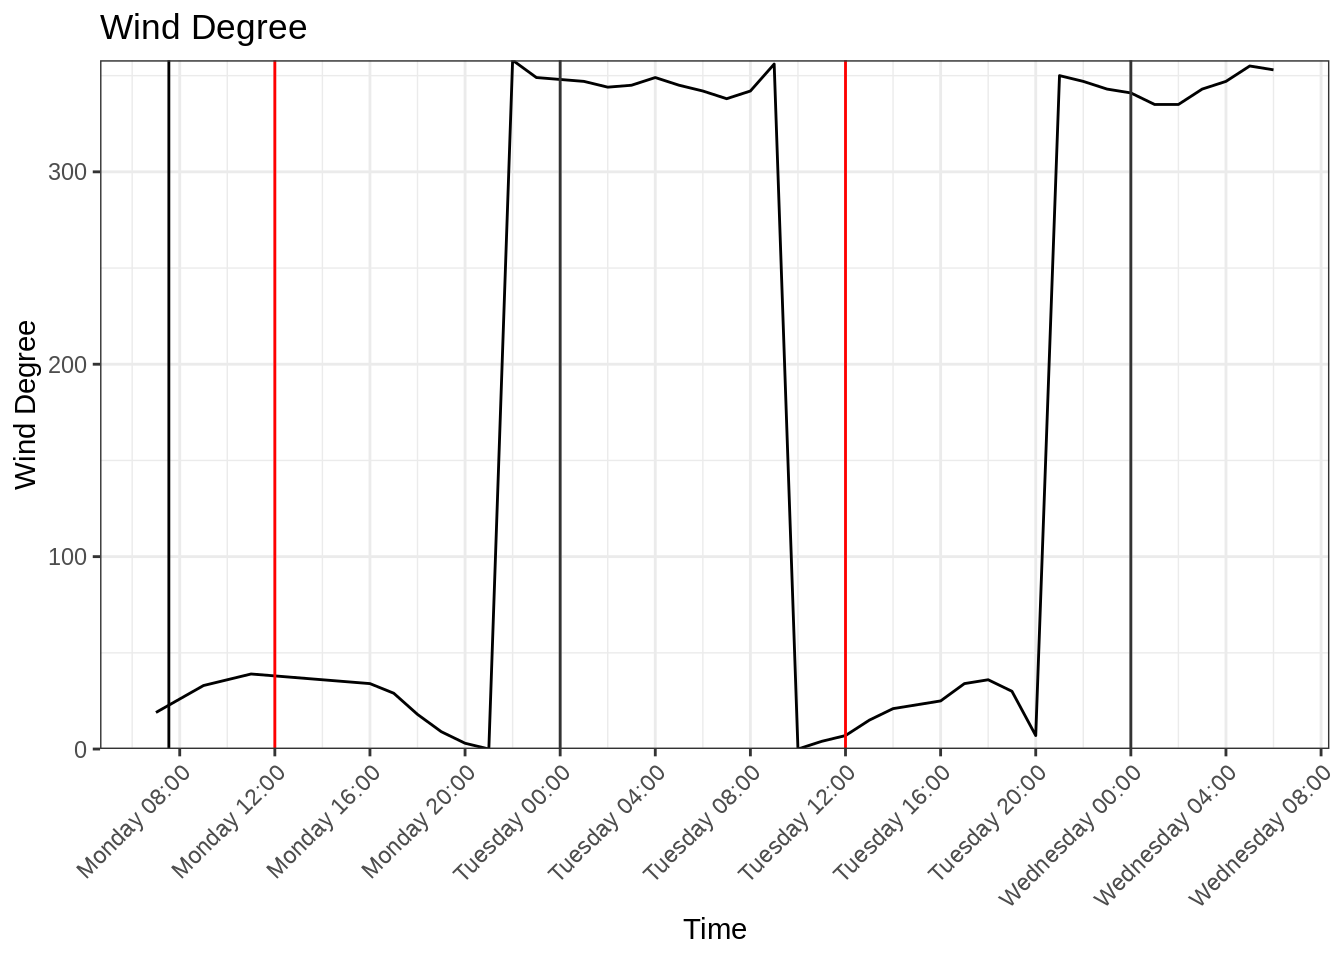 Wind Degree
Wind Degree
300
200
100
0
Monday 08:00
Monday 12:00
Monday 16:00
Monday 20:00
Tuesday 00:00
Tuesday 04:00
Tuesday 08:00
Tuesday 12:00
Tuesday 16:00
Tuesday 20:00
Wednesday 00:00
Wednesday 04:00
Wednesday 08:00
Time